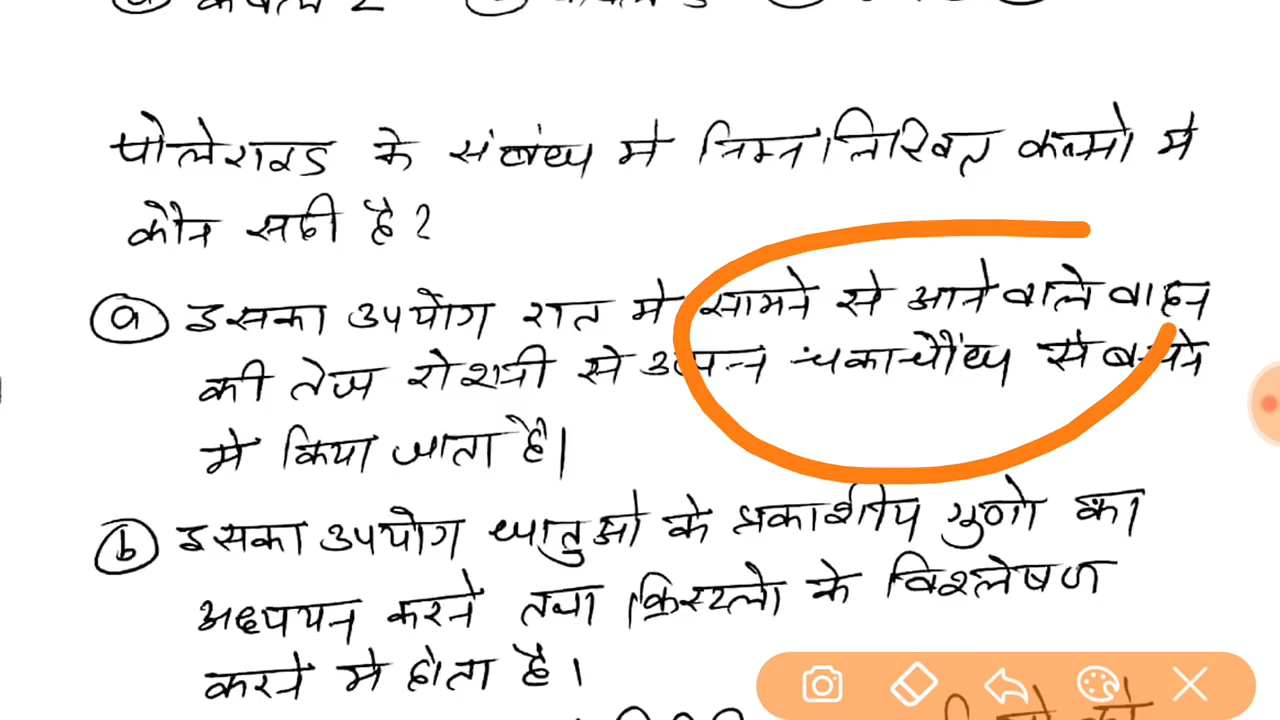 पोलेराइड के संबंध में निम्नलिखित कथनो में
कौन सही है?
(a) इसका उपयोग रात में सामने से आने वाले वाहन
की तेज रोशनी से उत्पन्न चकाचौंध से बचने
में किया जाता है।
(b) इसका उपयोग धातुओ के प्रकाशीय गुणो का
अध्ययन करने तथा क्रिस्टलो के विश्लेषण
करने मे होता है।